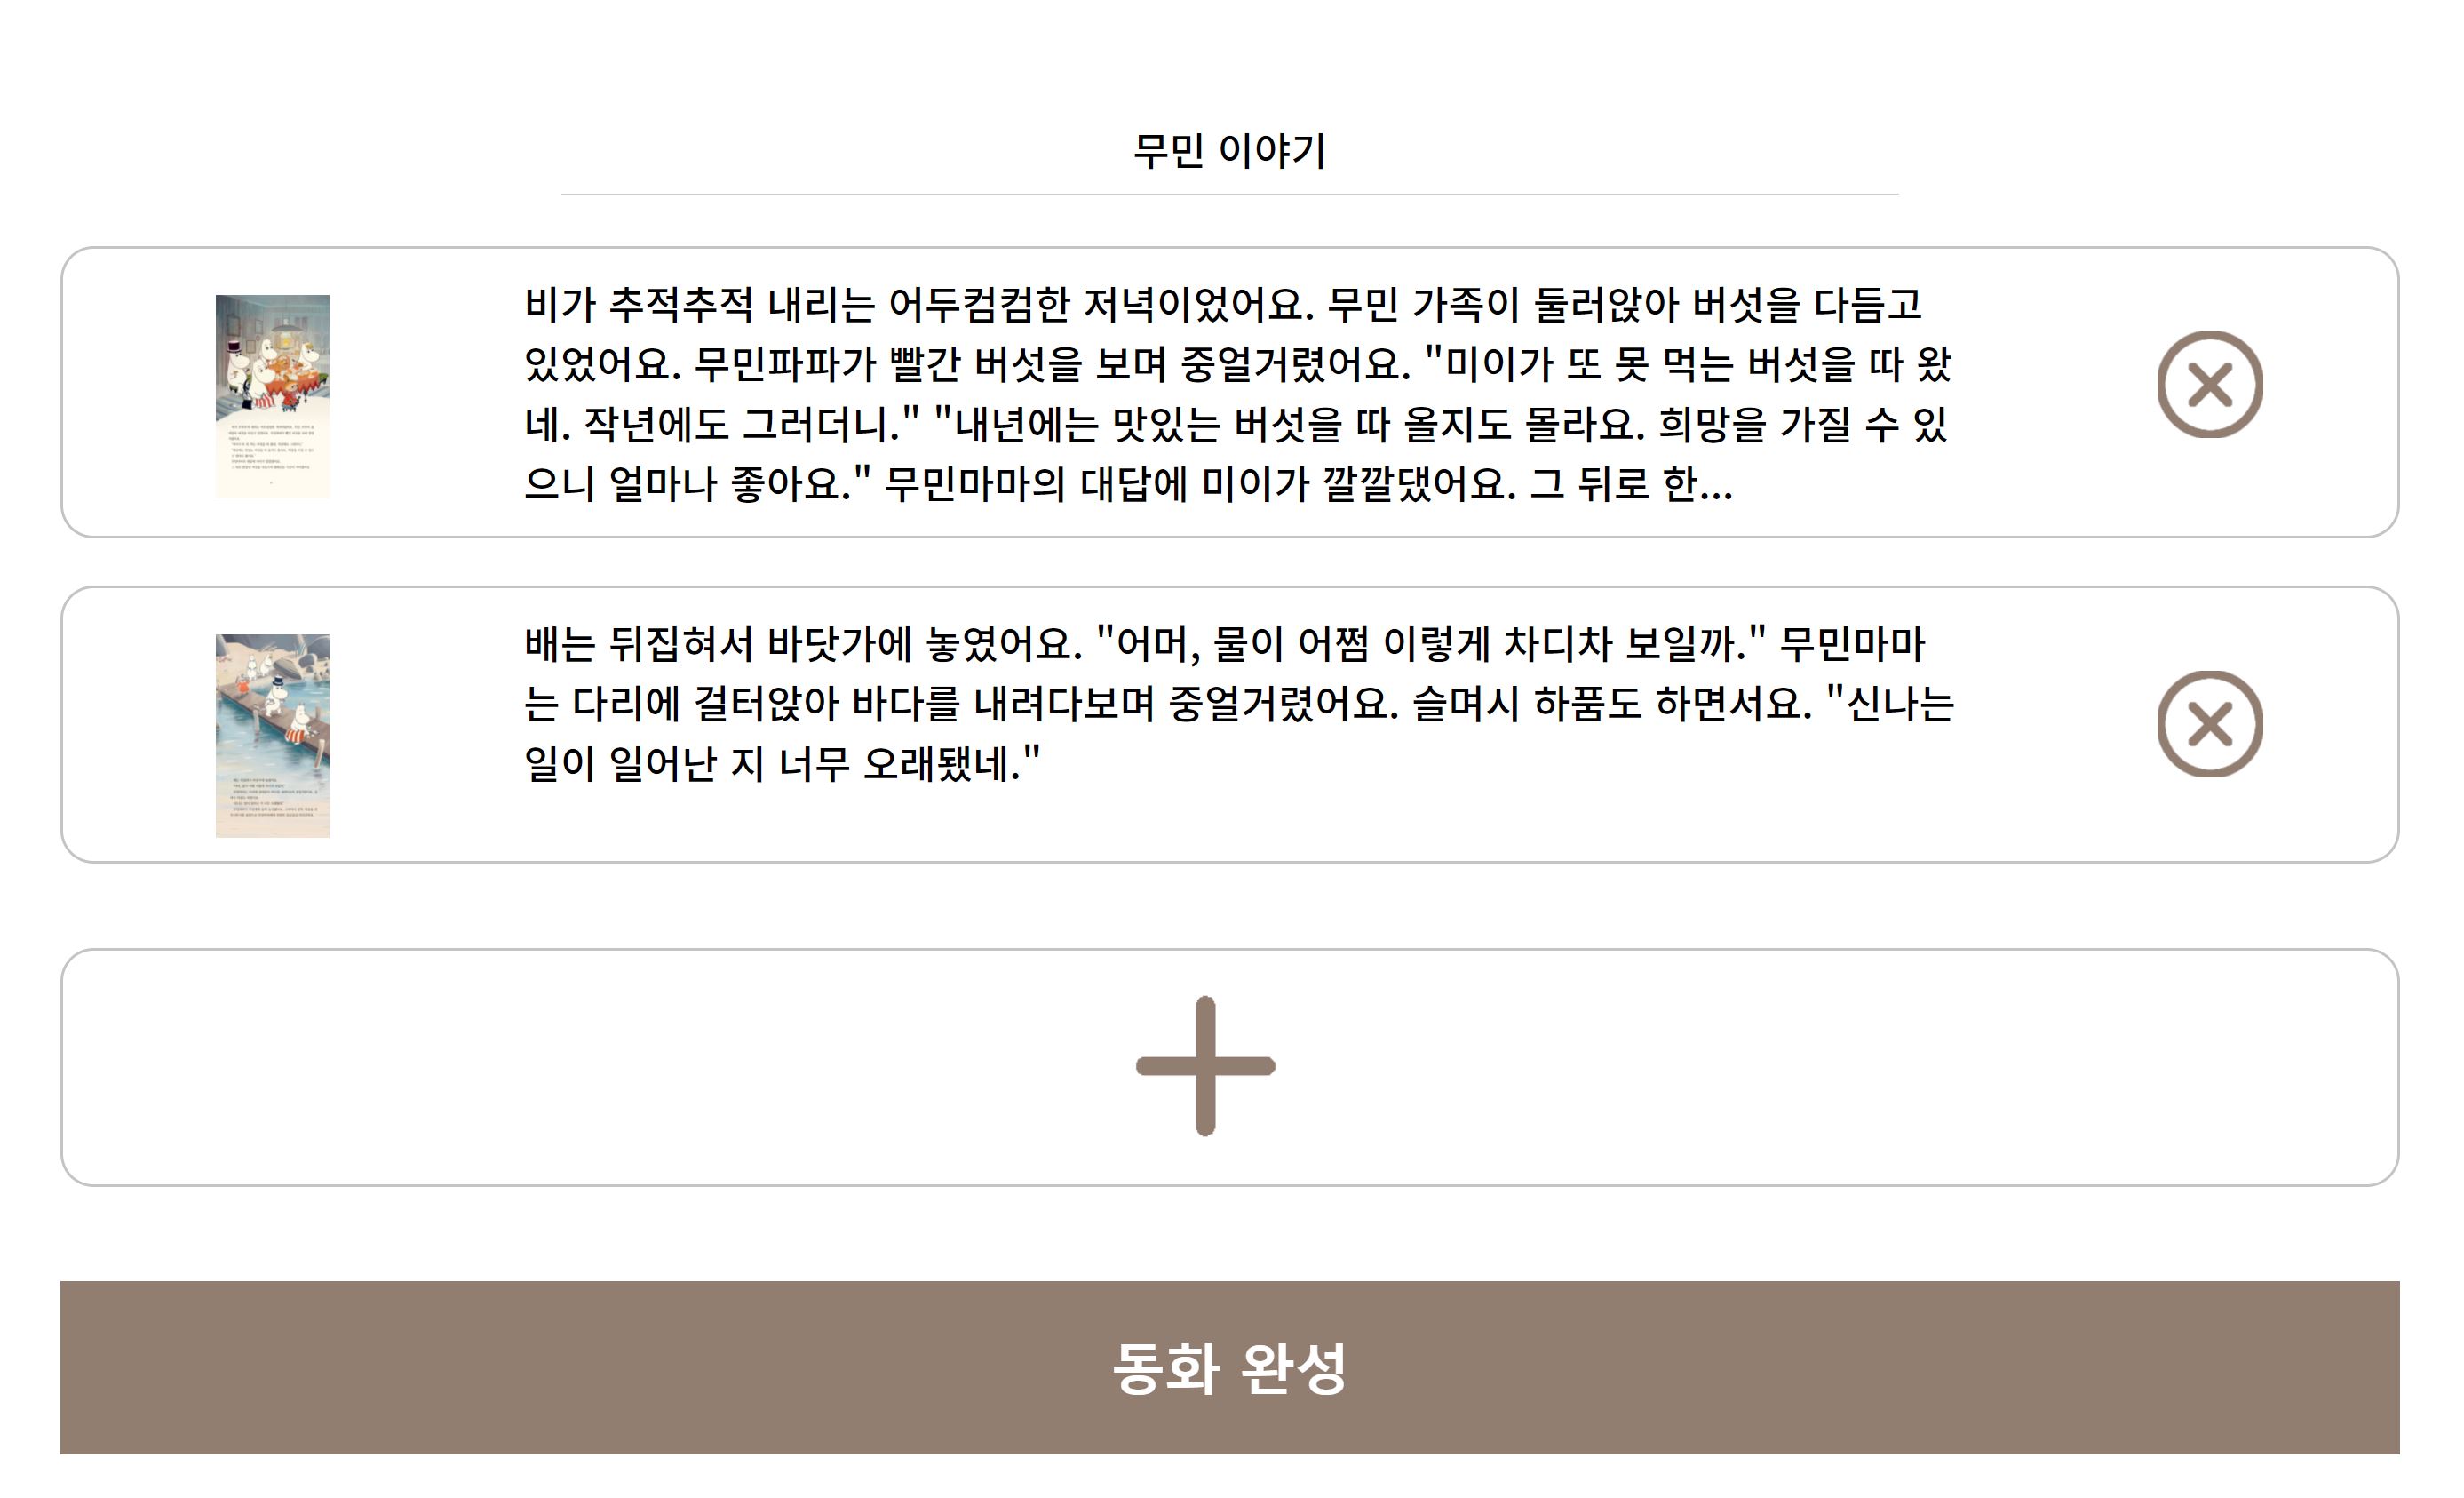 무민 이야기
비가 추적추적 내리는 어두컴컴한 저녁이었어요. 무민 가족이 둘러앉아 버섯을 다듬고
있었어요. 무민파파가 빨간 버섯을 보며 중얼거렸어요. "미이가 또 못 먹는 버섯을 따 왔
네. 작년에도 그러더니." "내년에는 맛있는 버섯을 따 올지도 몰라요. 희망을 가질 수 있
으니 얼마나 좋아요." 무민마마의 대답에 미이가 깔깔댔어요. 그 뒤로 한...
배는 뒤집혀서 바닷가에 놓였어요. "어머, 물이 어쩜 이렇게 차디차 보일까." 무민마마
는 다리에 걸터앉아 바다를 내려다보며 중얼거렸어요. 슬며시 하품도 하면서요. "신나는
일이 일어난 지 너무 오래됐네."
동화 완성